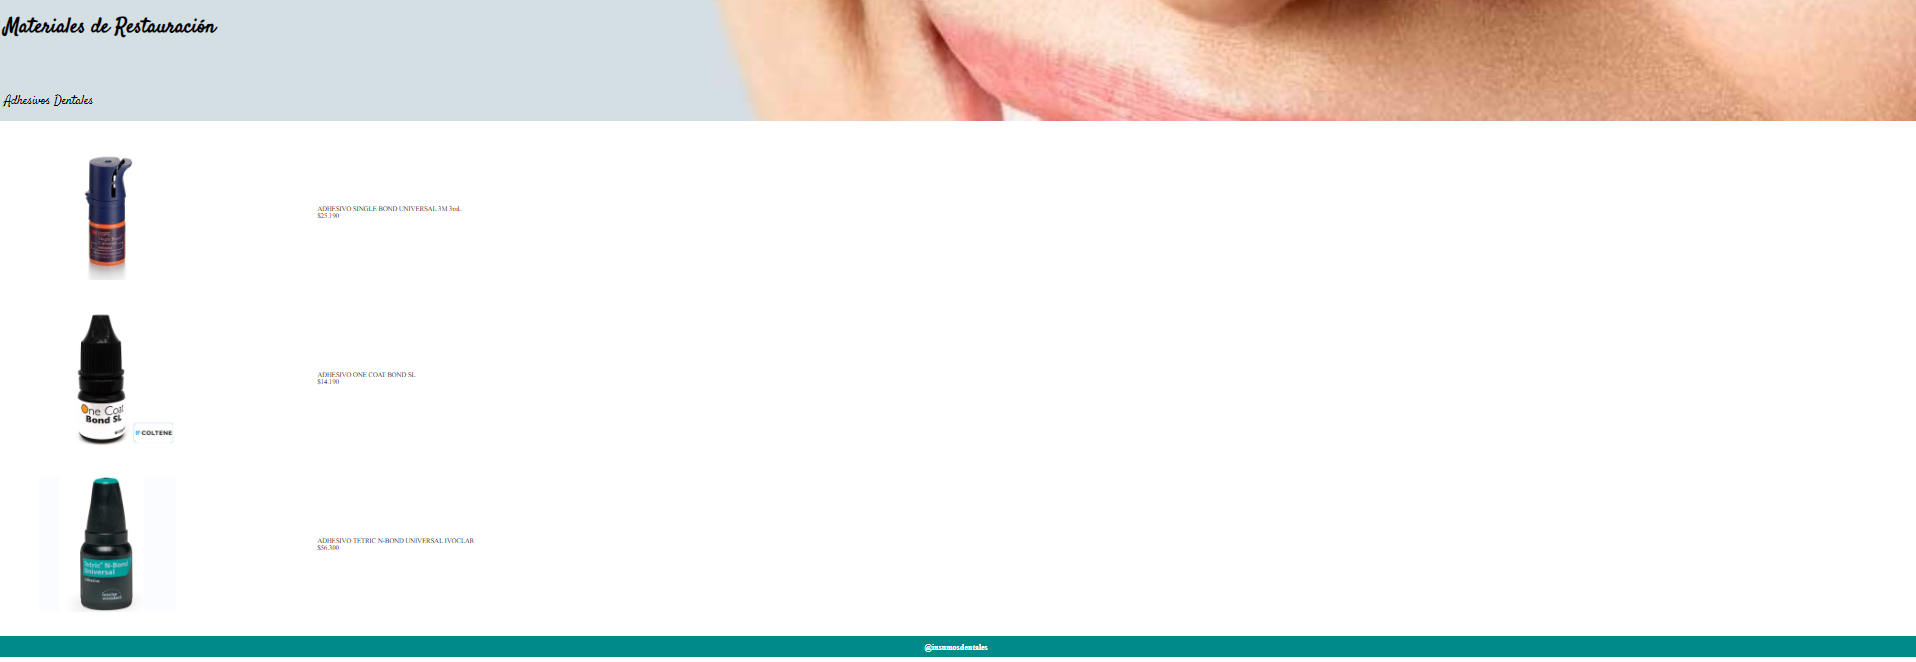 Materiales de Restauración
Adhesivos Dentales
ADHESIVO SINGLE BOND UNIVERSAL 3M 3mL
$25.190
One Coat
Bond SL
COLTENE
ADHESIVO ONE COAT BOND SL
$14.190
Tetric® N-Bond
Universal
ADHESIVO TETRIC N-BOND UNIVERSAL IVOCLAR
$56.300
@insumosdentales